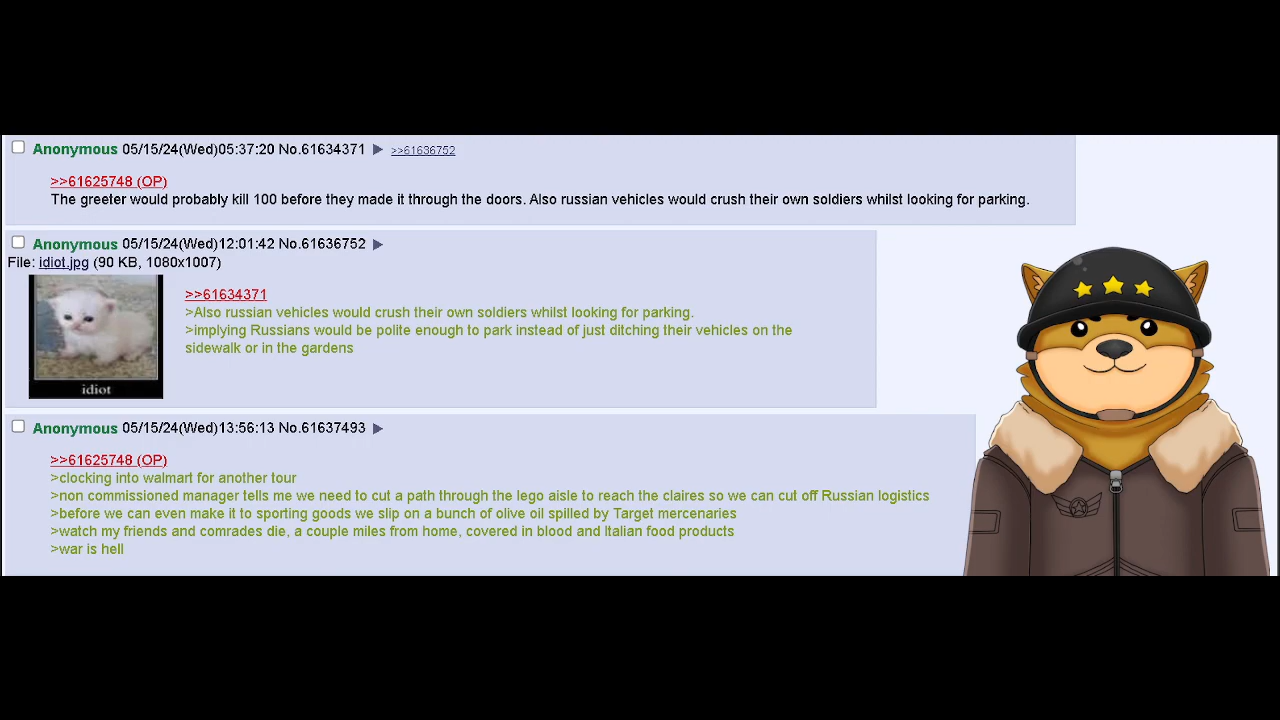 Anonymous 05/15/24(Wed)05:37:20 No.61634371 ▶ >>61636752
>>61625748 (OP)
The greeter would probably kill 100 before they made it through the doors. Also russian vehicles would crush their own soldiers whilst looking for parking.
Anonymous 05/15/24(Wed)12:01:42 No.61636752 ▶
File: idiot.jpg (90 KB, 1080x1007)
idiot
>>61634371
>Also russian vehicles would crush their own soldiers whilst looking for parking.
>implying Russians would be polite enough to park instead of just ditching their vehicles on the
sidewalk or in the gardens
Anonymous 05/15/24(Wed)13:56:13 No.61637493 ▶
>>61625748 (OP)
>clocking into walmart for another tour
>non commissioned manager tells me we need to cut a path through the lego aisle to reach the claires so we can cut off Russian logistics
>before we can even make it to sporting goods we slip on a bunch of olive oil spilled by Target mercenaries
>watch my friends and comrades die, a couple miles from home, covered in blood and Italian food products
>war is hell